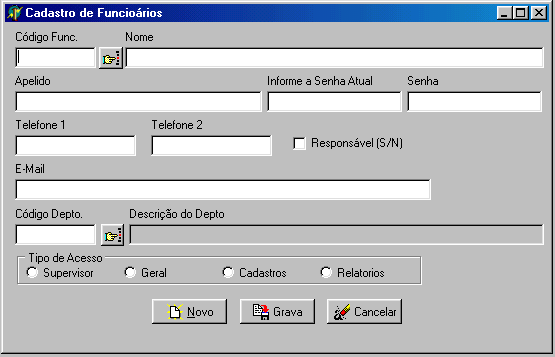 Cadastro de Funcioários
Código Func. Nome
Apelido Informe a Senha Atual Senha
Telefone 1 Telefone 2
Responsável (S/N)
E-Mail
Código Depto. Descrição do Depto
Tipo de Acesso
Supervisor Geral Cadastros Relatorios
Novo Grava Cancelar